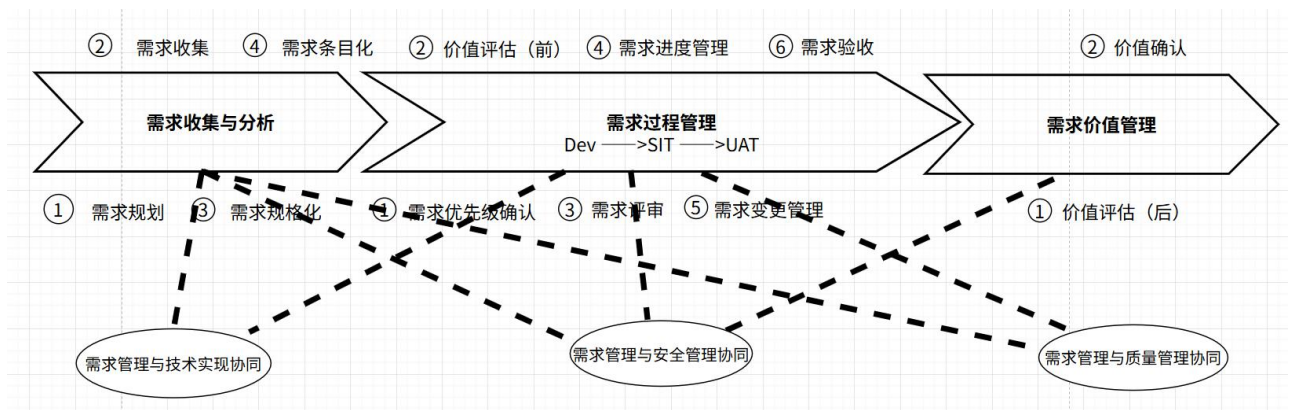 ② 需求收集 ④ 需求条目化 ② 价值评估（前） ④ 需求进度管理 ⑥ 需求验收 ② 价值确认
需求收集与分析 需求过程管理 需求价值管理
Dev ——>SIT ——>UAT
① 需求规划 ③ 需求规格化 ① 需求优先级确认 ③ 需求评审 ⑤ 需求变更管理 ① 价值评估（后）
需求管理与技术实现协同 需求管理与安全管理协同 需求管理与质量管理协同